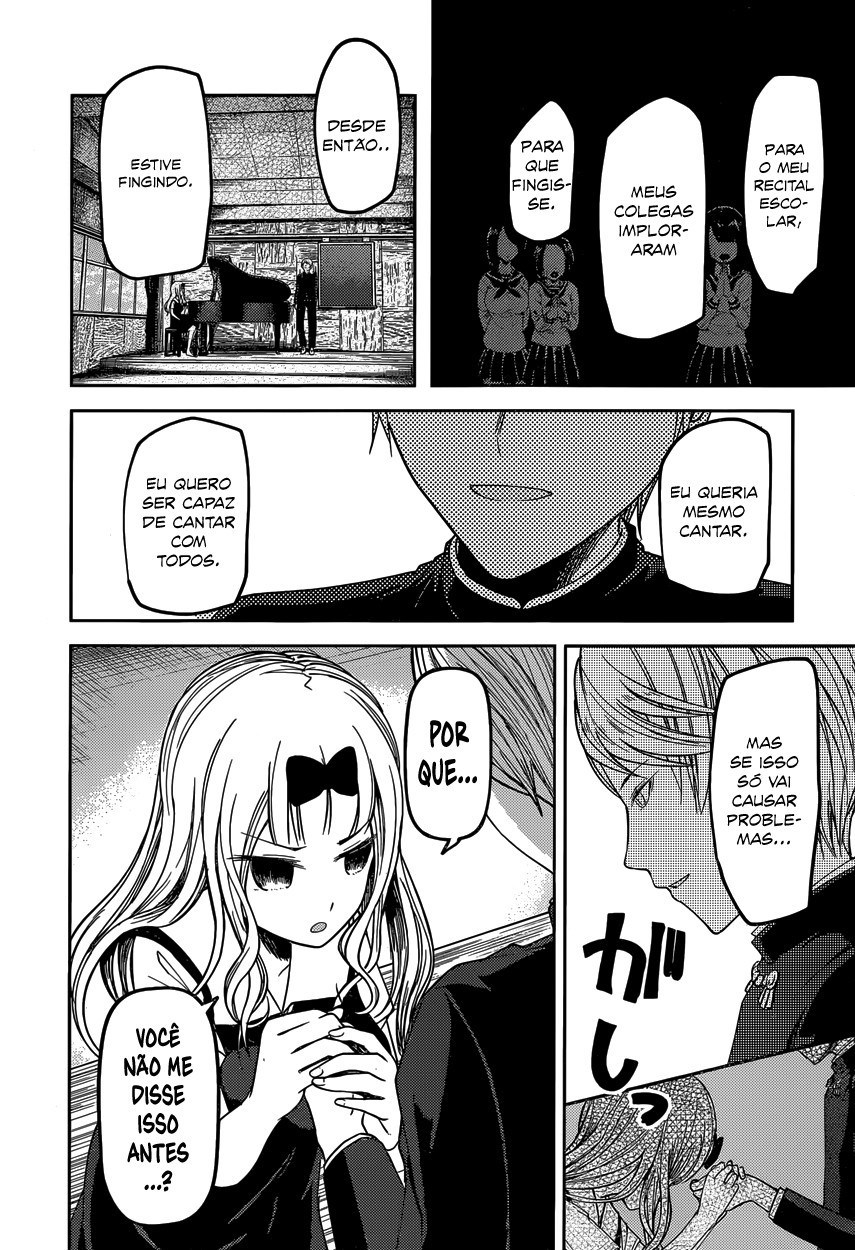 PARA
O MEU
RECITAL
ESCO-
LAR,
MEUS
COLEGAS
IMPLOR-
ARAM
PARA
QUE
FINGIS-
SE.
DESDE
ENTÃO..
ESTIVE
FINGINDO.
EU QUERIA
MESMO
CANTAR.
EU QUERO
SER CAPAZ
DE CANTAR
COM
TODOS.
MAS
SE ISSO
SÓ VAI
CAUSAR
PROBLE-
MAS...
がしっ
POR
QUE...
VOCÊ
NÃO ME
DISSE
ISSO
ANTES
...?